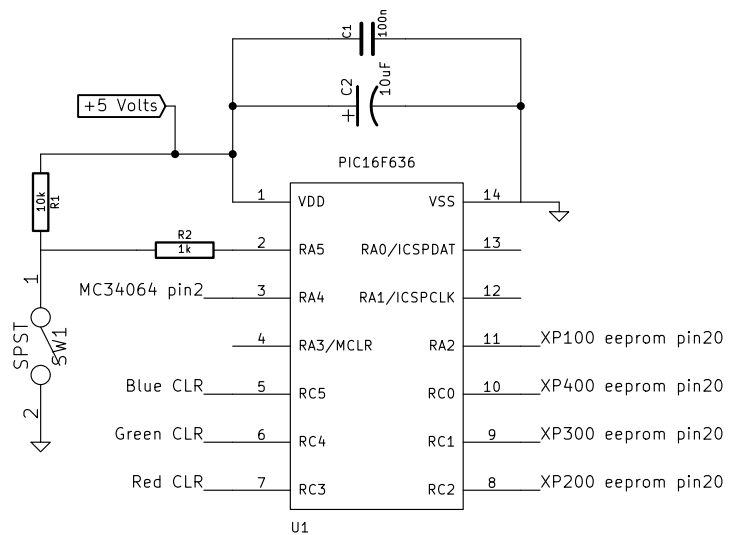 C1
100n
C2
10uF
+
+5 Volts
PIC16F636
10k
R1
1
VDD
VSS
14
R2
1k
2
RA5
RA0/ICSPDAT
13
1
MC34064 pin2
3
RA4
RA1/ICSPCLK
12
SPST
SW1
4
RA3/MCLR
RA2
11
XP100 eeprom pin20
Blue CLR
5
RC5
RC0
10
XP400 eeprom pin20
2
Green CLR
6
RC4
RC1
9
XP300 eeprom pin20
Red CLR
7
RC3
RC2
8
XP200 eeprom pin20
U1